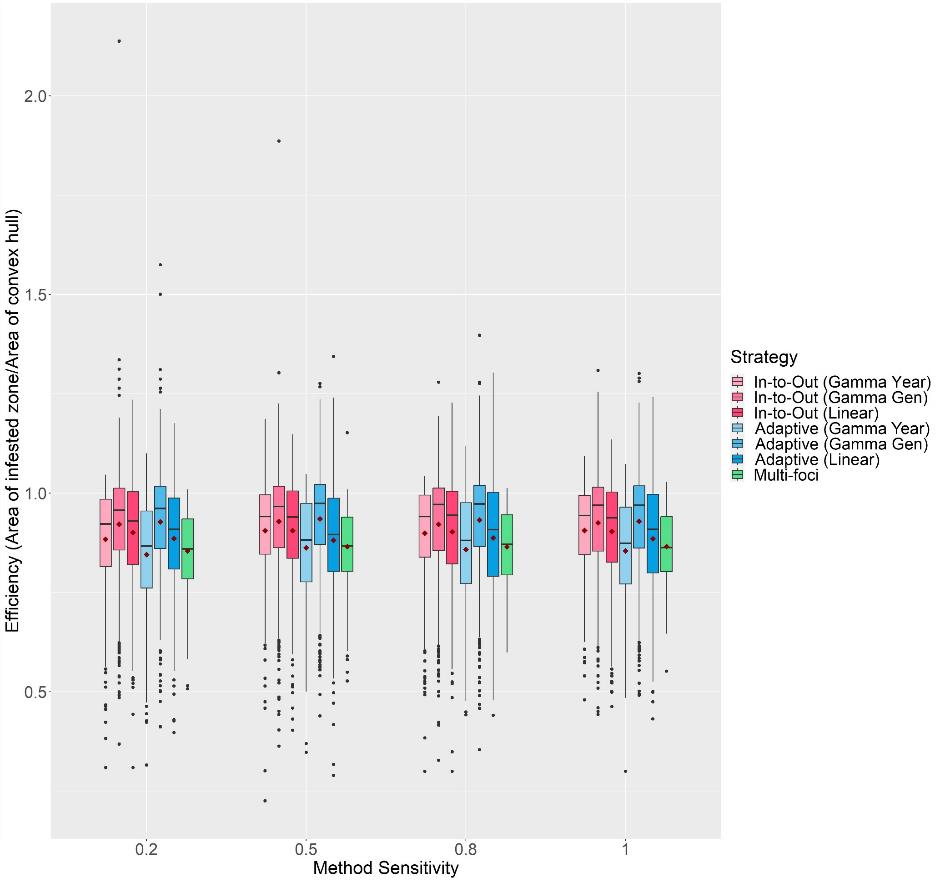 Efficiency (Area of infested zone/Area of convex hull)
2.0
1.5
1.0
0.5
0.2
0.5
0.8
1
Method Sensitivity
Strategy
In-to-Out (Gamma Year)
In-to-Out (Gamma Gen)
In-to-Out (Linear)
Adaptive (Gamma Year)
Adaptive (Gamma Gen)
Adaptive (Linear)
Multi-foci